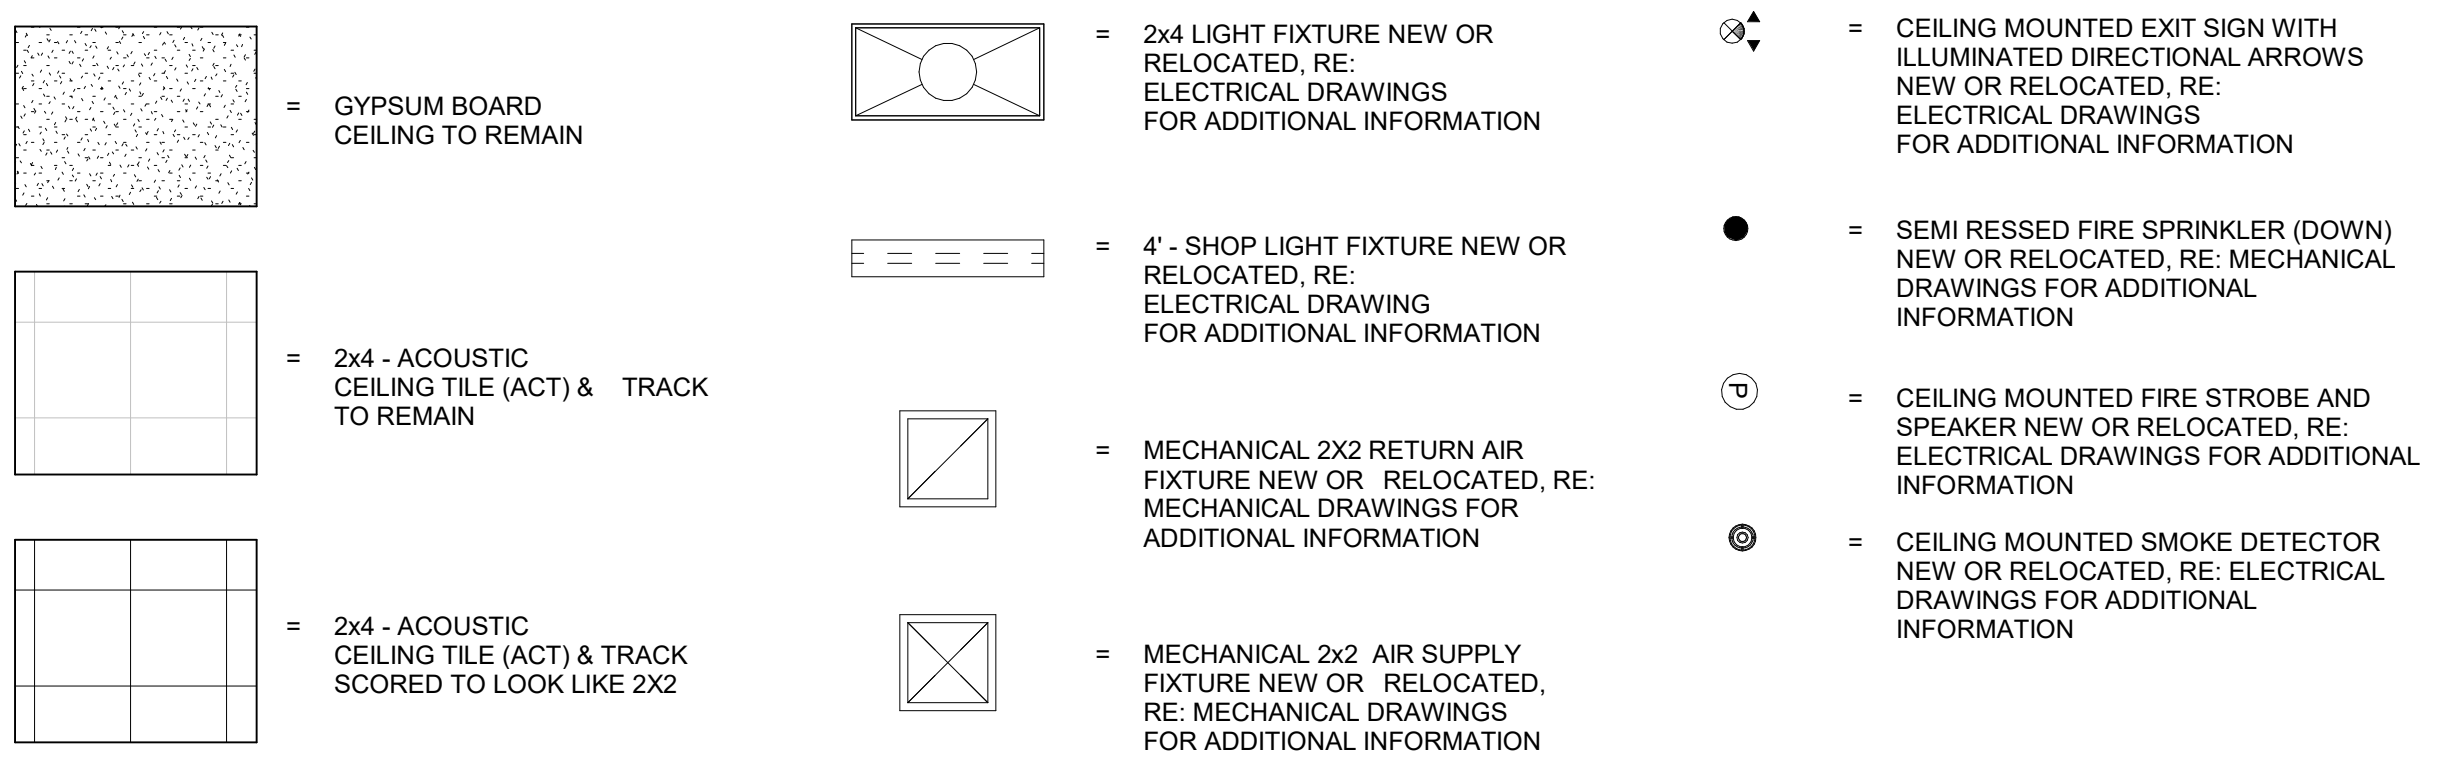 = GYPSUM BOARD
CEILING TO REMAIN
= 2x4 - ACOUSTIC
CEILING TILE (ACT) & TRACK
TO REMAIN
= 2x4 - ACOUSTIC
CEILING TILE (ACT) & TRACK
SCORED TO LOOK LIKE 2X2
= 2x4 LIGHT FIXTURE NEW OR
RELOCATED, RE:
ELECTRICAL DRAWINGS
FOR ADDITIONAL INFORMATION
= 4' - SHOP LIGHT FIXTURE NEW OR
RELOCATED, RE:
ELECTRICAL DRAWING
FOR ADDITIONAL INFORMATION
= MECHANICAL 2X2 RETURN AIR
FIXTURE NEW OR RELOCATED, RE:
MECHANICAL DRAWINGS FOR
ADDITIONAL INFORMATION
= MECHANICAL 2x2 AIR SUPPLY
FIXTURE NEW OR RELOCATED,
RE: MECHANICAL DRAWINGS
FOR ADDITIONAL INFORMATION
= CEILING MOUNTED EXIT SIGN WITH
ILLUMINATED DIRECTIONAL ARROWS
NEW OR RELOCATED, RE:
ELECTRICAL DRAWINGS
FOR ADDITIONAL INFORMATION
= SEMI RESSED FIRE SPRINKLER (DOWN)
NEW OR RELOCATED, RE: MECHANICAL
DRAWINGS FOR ADDITIONAL
INFORMATION
P = CEILING MOUNTED FIRE STROBE AND
SPEAKER NEW OR RELOCATED, RE:
ELECTRICAL DRAWINGS FOR ADDITIONAL
INFORMATION
= CEILING MOUNTED SMOKE DETECTOR
NEW OR RELOCATED, RE: ELECTRICAL
DRAWINGS FOR ADDITIONAL
INFORMATION